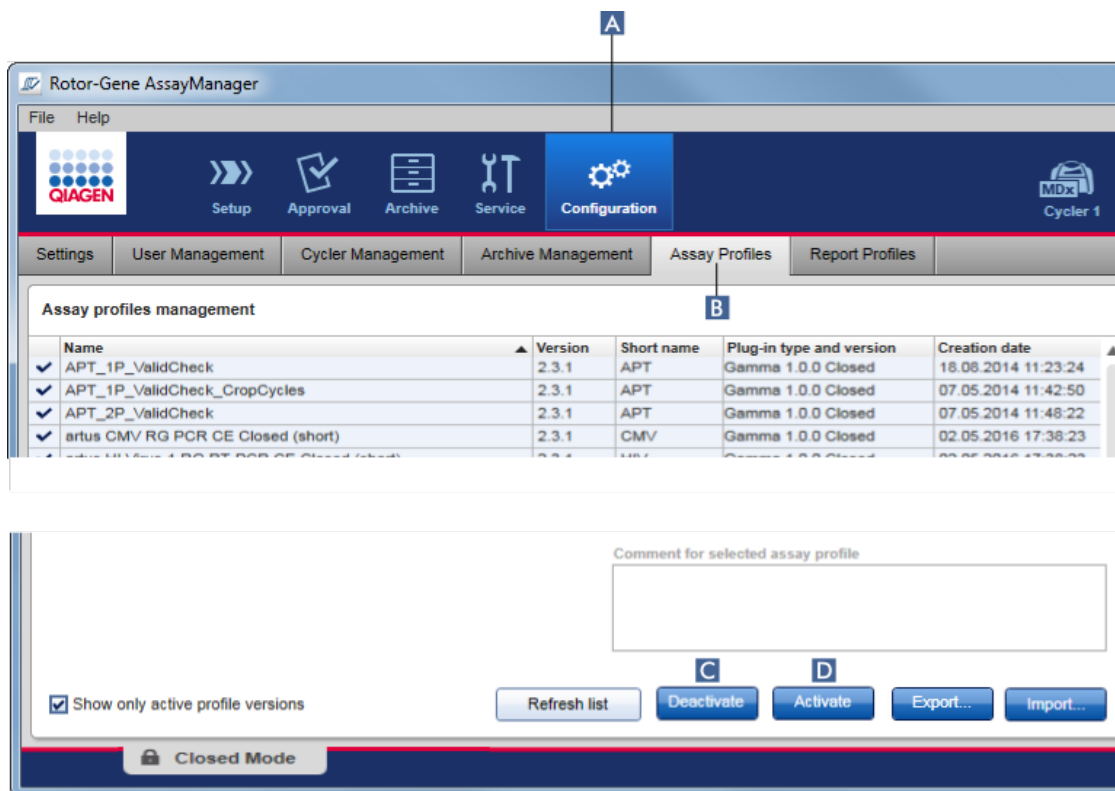 A
Rotor-Gene AssayManager
File Help
QIAGEN
Setup Approval Archive Service Configuration
MDx
Cycler 1
Settings User Management Cycler Management Archive Management Assay Profiles Report Profiles
B
Assay profiles management
Name Version Short name Plug-in type and version Creation date
APT_1P_ValidCheck 2.3.1 APT Gamma 1.0.0 Closed 18.06.2014 11:23:24
APT_1P_ValidCheck_CropCycles 2.3.1 APT Gamma 1.0.0 Closed 07.05.2014 11:42:50
APT_2P_ValidCheck 2.3.1 APT Gamma 1.0.0 Closed 07.05.2014 11:48:22
artus CMV RG PCR CE Closed (short) 2.3.1 CMV Gamma 1.0.0 Closed 02.05.2016 17:38:23
Comment for selected assay profile
C D
Show only active profile versions Refresh list Deactivate Activate Export... Import...
Closed Mode